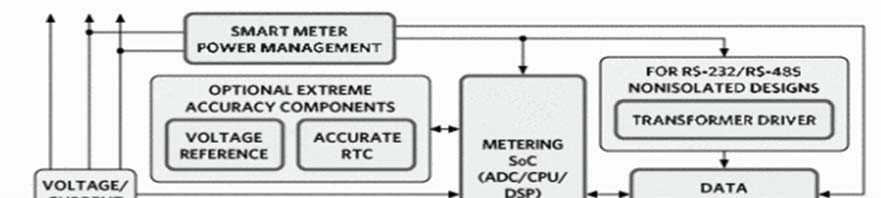 SMART METER
POWER MANAGEMENT
OPTIONAL EXTREME
ACCURACY COMPONENTS
VOLTAGE
REFERENCE
ACCURATE
RTC
METERING
SoC
(ADC/CPU/
DSP)
FOR RS-232/RS-485
NONISOLATED DESIGNS
TRANSFORMER DRIVER
VOLTAGE/
DATA